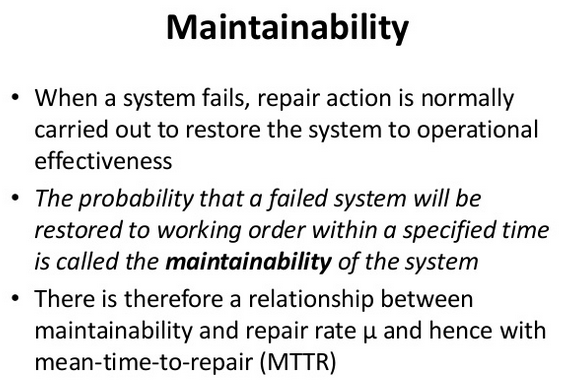 Maintainability
• When a system fails, repair action is normally
carried out to restore the system to operational
effectiveness
• The probability that a failed system will be
restored to working order within a specified time
is called the maintainability of the system
• There is therefore a relationship between
maintainability and repair rate μ and hence with
mean-time-to-repair (MTTR)